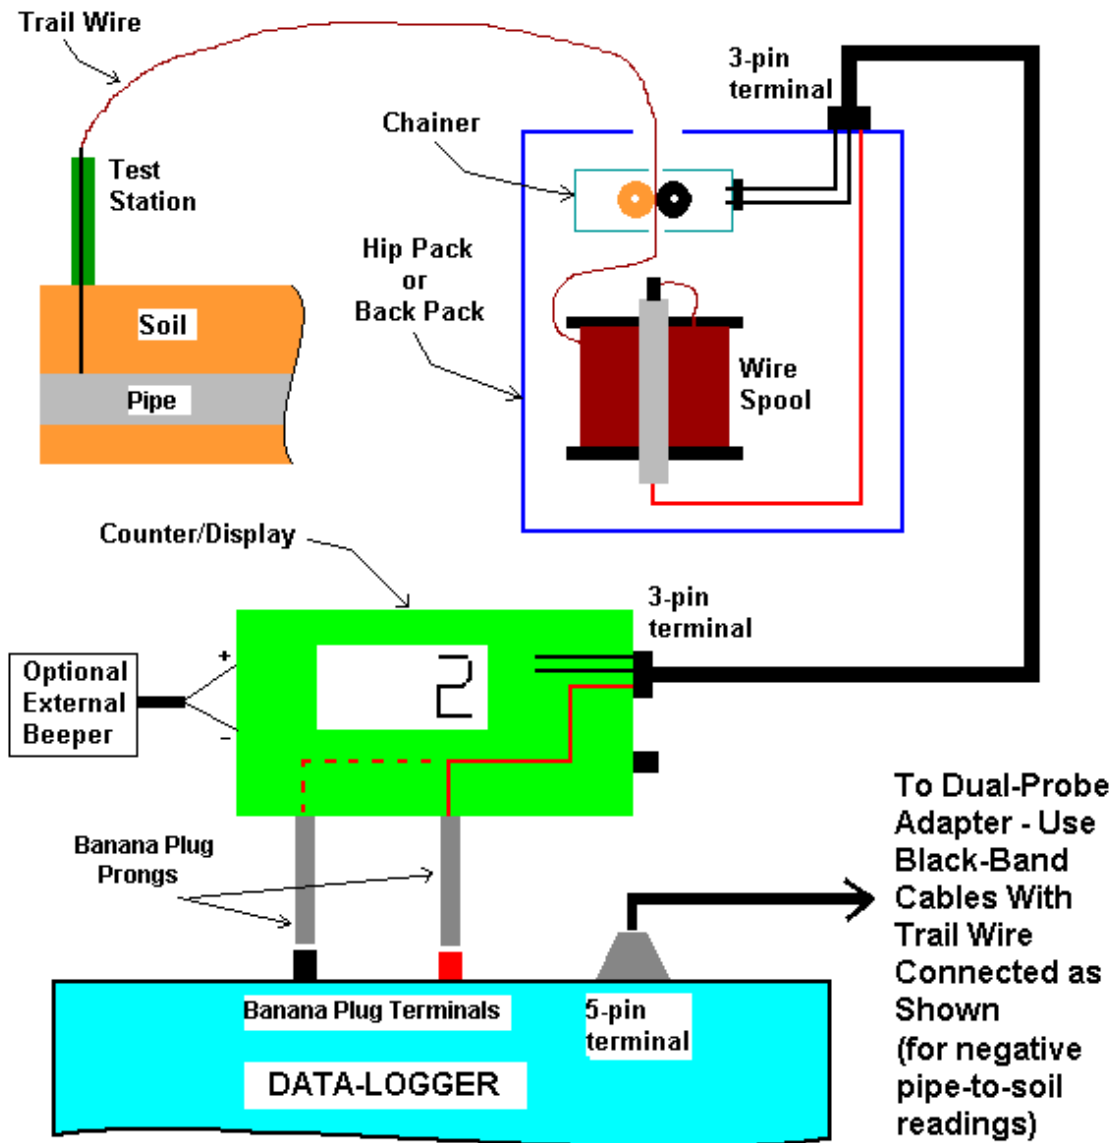 Trail Wire
3-pin
terminal
Chainer
Test
Station
Hip Pack
or
Back Pack
Soil
Pipe
Wire
Spool
Counter/Display
3-pin
terminal
+
2
Optional
External
Beeper
-
Banana Plug
Prongs
To Dual-Probe
Adapter - Use
Black-Band
Cables With
Trail Wire
Connected as
Shown
(for negative
pipe-to-soil
readings)
Banana Plug Terminals
5-pin
terminal
DATA-LOGGER